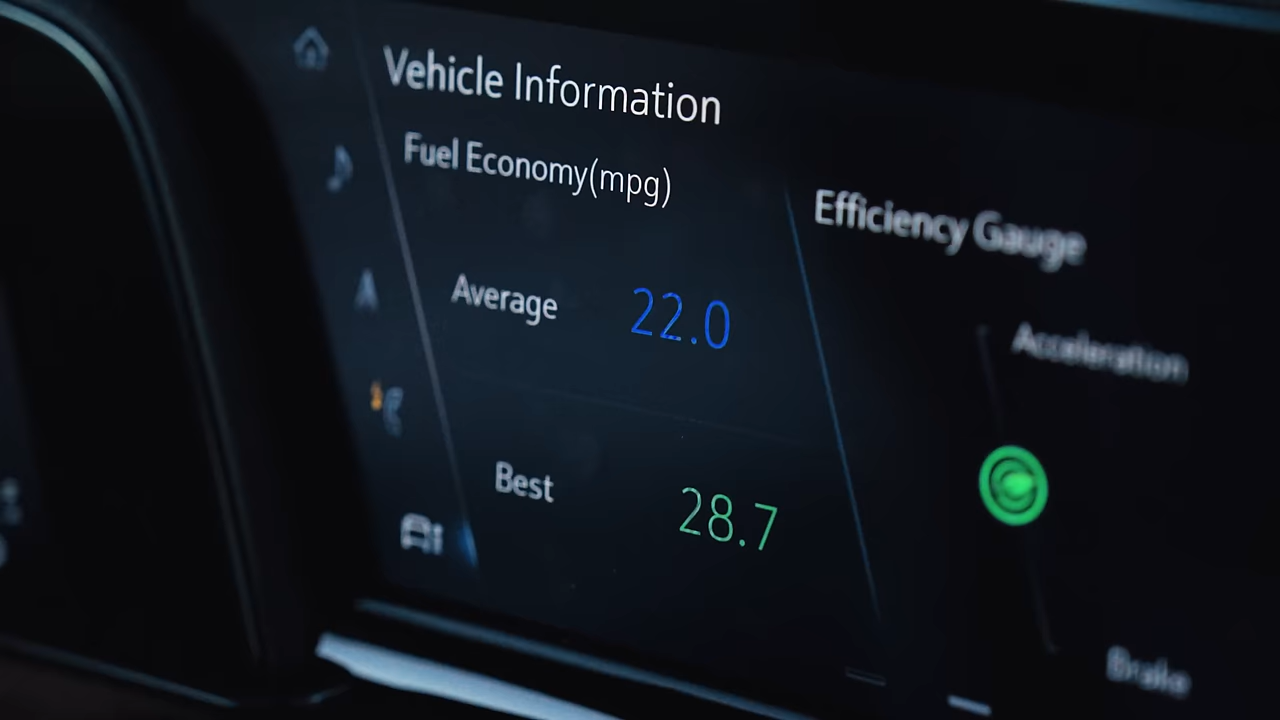 Vehicle Information
Fuel Economy(mpg)
Average 22.0
Best 28.7
Efficiency Gauge
Acceleration
Brake